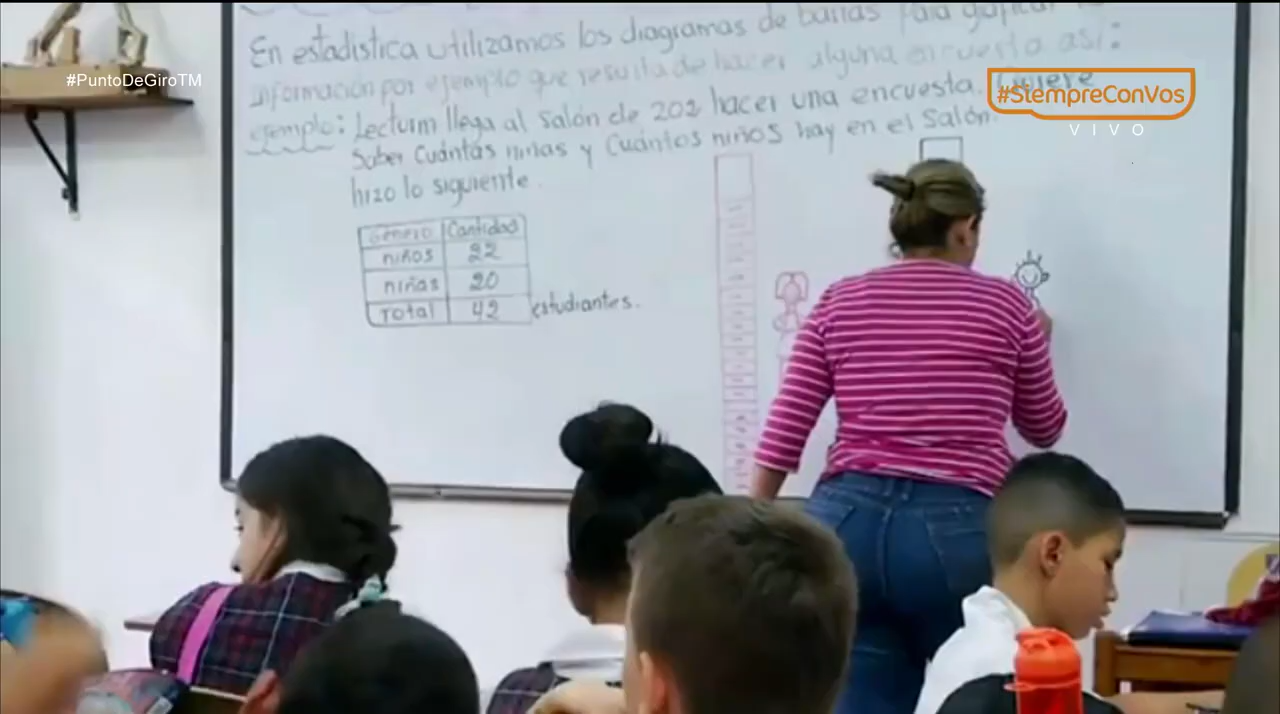 En estadistica utilizamos los diagramas de barras para graficar
información por ejemplo que resulta de hacer alguna encuesta así:
ejemplo: Lecturin llega al salón de 202 hacer una encuesta. Quiere
Saber Cuántas niñas y Cuántos niños hay en el Salón.
hizo lo siguiente.
Género Cantidad
niños 22
niñas 20
Total 42 estudiantes.
#PuntoDeGiroTM
#SiempreConVos
VIVO